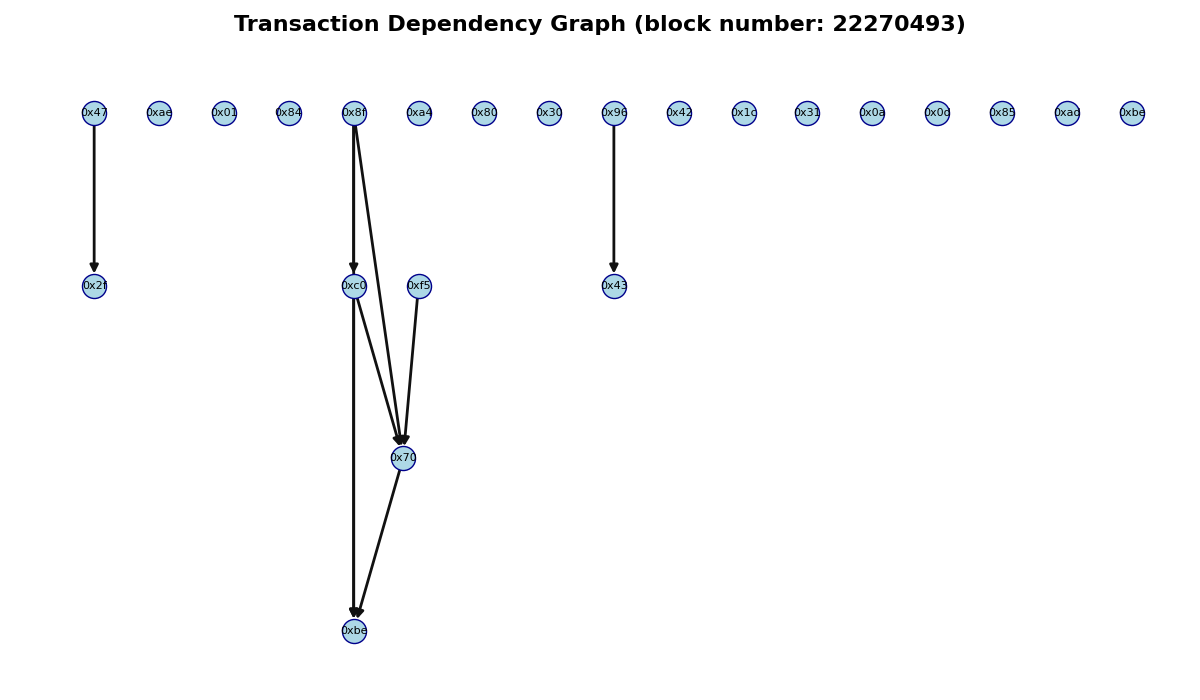 Transaction Dependency Graph (block number: 22270493)
0x47 0xae 0x01 0x84 0x8f 0xa4 0x80 0x30 0x96 0x42 0x1c 0x31 0x0a 0x0d 0x85 0xad 0xbe
0x2f 0xc0 0xf5 0x43
0x70
0xbe